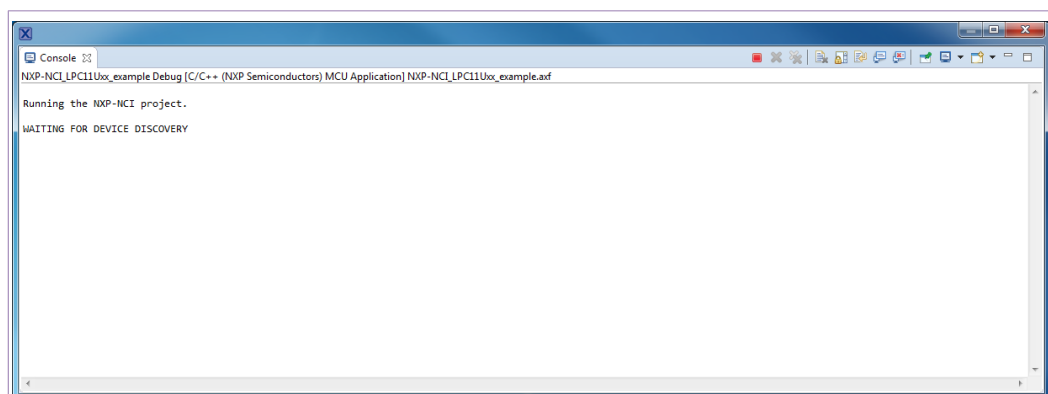 Console
NXP-NCI_LPC11Uxx_example Debug [C/C++ (NXP Semiconductors) MCU Application] NXP-NCI_LPC11Uxx_example.axf
Running the NXP-NCI project.
WAITING FOR DEVICE DISCOVERY